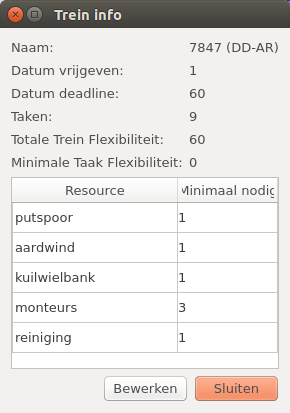 Trein info
Naam: 7847 (DD-AR)
Datum vrijgeven: 1
Datum deadline: 60
Taken: 9
Totale Trein Flexibiliteit: 60
Minimale Taak Flexibiliteit: 0
Resource Minimaal nodig
putspoor 1
aardwind 1
kuilwielbank 1
monteurs 3
reiniging 1
Bewerken Sluiten